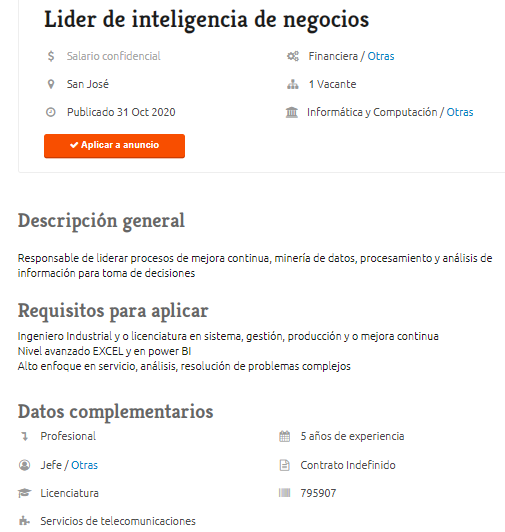 Lider de inteligencia de negocios
Salario confidencial
Financiera / Otras
San José
1 Vacante
Publicado 31 Oct 2020
Informática y Computación / Otras
Aplicar a anuncio
Descripción general
Responsable de liderar procesos de mejora continua, minería de datos, procesamiento y análisis de
información para toma de decisiones
Requisitos para aplicar
Ingeniero Industrial y o licenciatura en sistema, gestión, producción y o mejora continua
Nivel avanzado EXCEL y en power BI
Alto enfoque en servicio, análisis, resolución de problemas complejos
Datos complementarios
Profesional
5 años de experiencia
Jefe / Otras
Contrato Indefinido
Licenciatura
795907
Servicios de telecomunicaciones